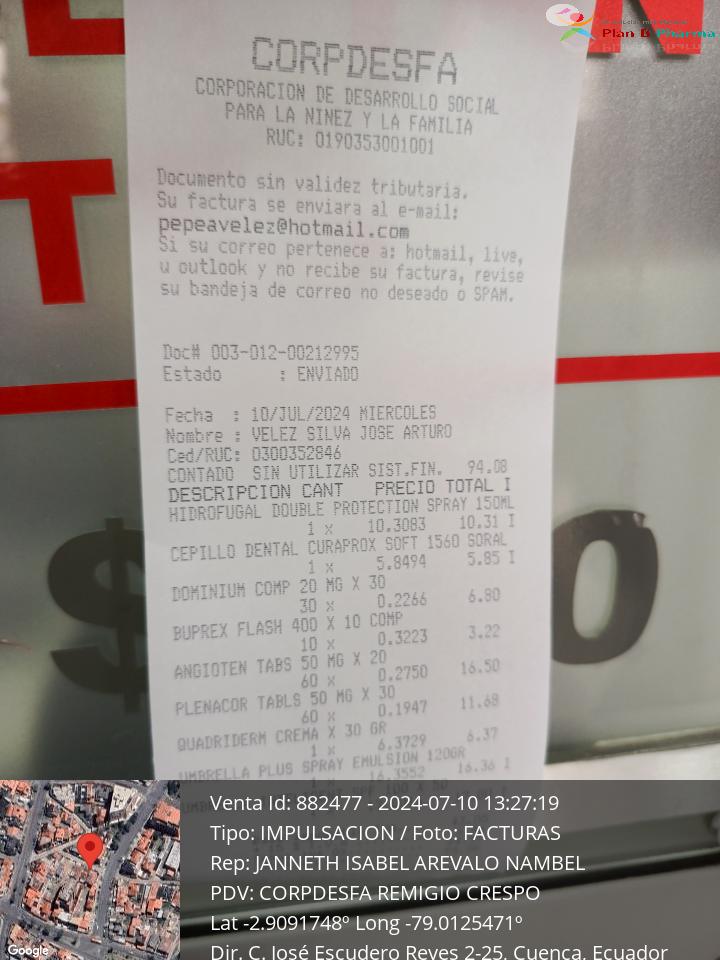 Plan B Pharma
CORPDESFA
CORPORACION DE DESARROLLO SOCIAL
PARA LA NINEZ Y LA FAMILIA
RUC: 0190353001001
Documento sin validez tributaria.
Su factura se enviara al e-mail:
pepeavelez@hotmail.com
Si su correo pertenece a: hotmail, live,
u outlook y no recibe su factura, revise
su bandeja de correo no deseado o SPAM.
Doc# 003-012-00212995
Estado : ENVIADO
Fecha : 10/JUL/2024 MIERCOLES
Nombre : VELEZ SILVA JOSE ARTURO
Ced/RUC: 0300352846
CONTADO SIN UTILIZAR SIST.FIN. 94.08
DESCRIPCION CANT PRECIO TOTAL I
HIDROFUGAL DOUBLE PROTECTION SPRAY 150ML
1 x 10.3083 10.31 I
CEPILLO DENTAL CURAPROX SOFT 1560 SORAL
1 x 5.8494 5.85 I
DOMINIUM COMP 20 MG X 30
30 x 0.2266 6.80
BUPREX FLASH 400 X 10 COMP
10 x 0.3223 3.22
ANGIOTEN TABS 50 MG X 20
60 x 0.2750 16.50
PLENACOR TABLS 50 MG X 30
60 x 0.1947 11.68
QUADRIDERM CREMA X 30 GR
1 x 6.3729 6.37
UMBRELLA PLUS SPRAY EMULSION 120GR
1 x 16.3552 16.36 I
Venta Id: 882477 - 2024-07-10 13:27:19
Tipo: IMPULSACION / Foto: FACTURAS
Rep: JANNETH ISABEL AREVALO NAMBEL
PDV: CORPDESFA REMIGIO CRESPO
Lat -2.9091748º Long -79.0125471º
Dir. C. José Escudero Reyes 2-25, Cuenca, Ecuador
Google